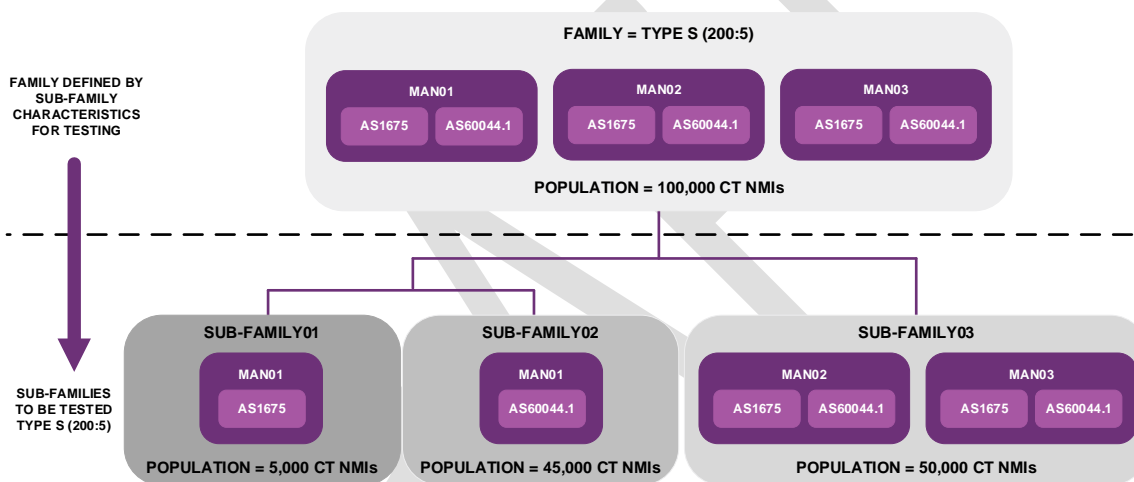 FAMILY = TYPE S (200:5)
FAMILY DEFINED BY
SUB-FAMILY
CHARACTERISTICS
FOR TESTING
MAN01
AS1675
AS60044.1
MAN02
AS1675
AS60044.1
MAN03
AS1675
AS60044.1
POPULATION = 100,000 CT NMIs
SUB-FAMILIES
TO BE TESTED
TYPE S (200:5)
SUB-FAMILY01
MAN01
AS1675
POPULATION = 5,000 CT NMIs
SUB-FAMILY02
MAN01
AS60044.1
POPULATION = 45,000 CT NMIs
SUB-FAMILY03
MAN02
AS1675
AS60044.1
MAN03
AS1675
AS60044.1
POPULATION = 50,000 CT NMIs